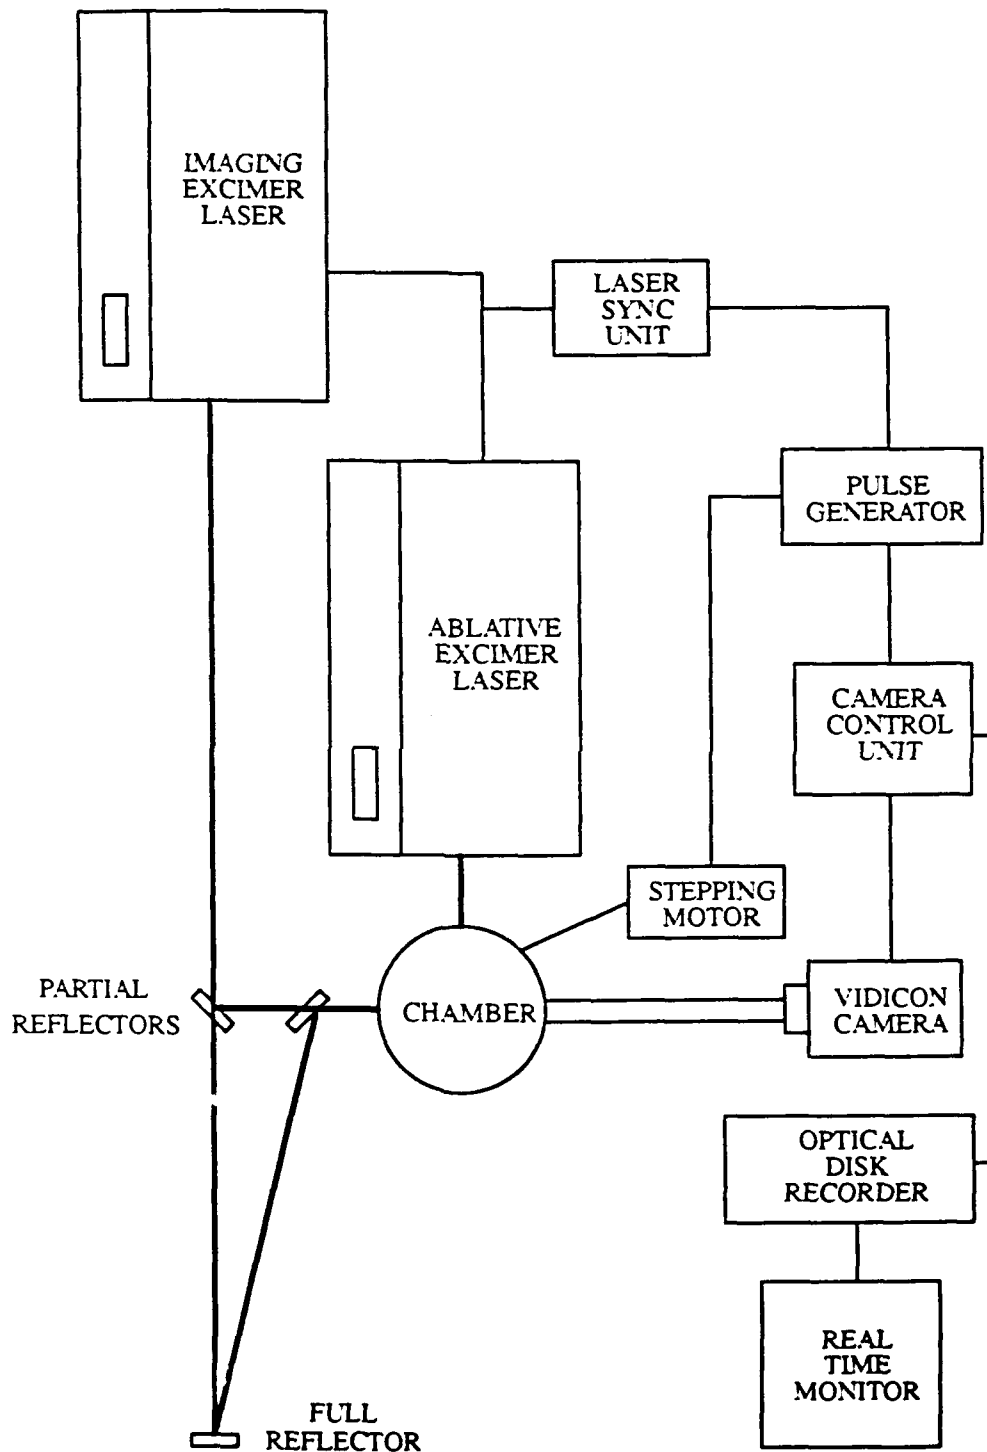 IMAGING
EXCIMER
LASER
LASER
SYNC
UNIT
PULSE
GENERATOR
ABLATIVE
EXCIMER
LASER
CAMERA
CONTROL
UNIT
STEPPING
MOTOR
PARTIAL
REFLECTORS
CHAMBER
VIDICON
CAMERA
OPTICAL
DISK
RECORDER
REAL
TIME
MONITOR
FULL
REFLECTOR